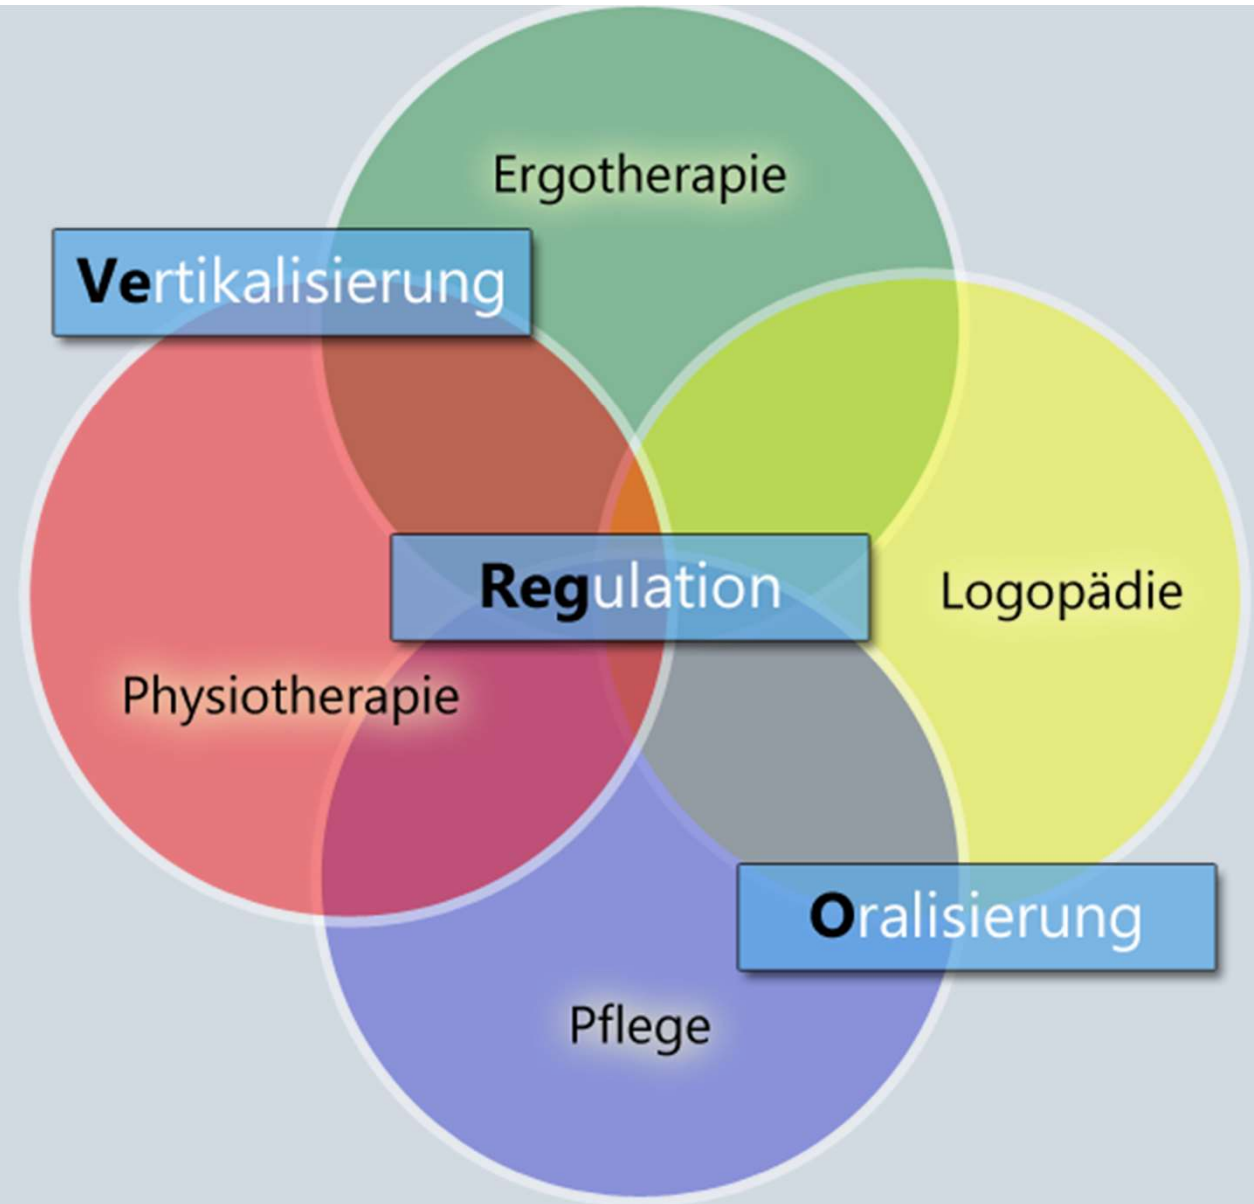 Ergotherapie
Vertikalisierung
Regulation
Logopädie
Physiotherapie
Oralisierung
Pflege